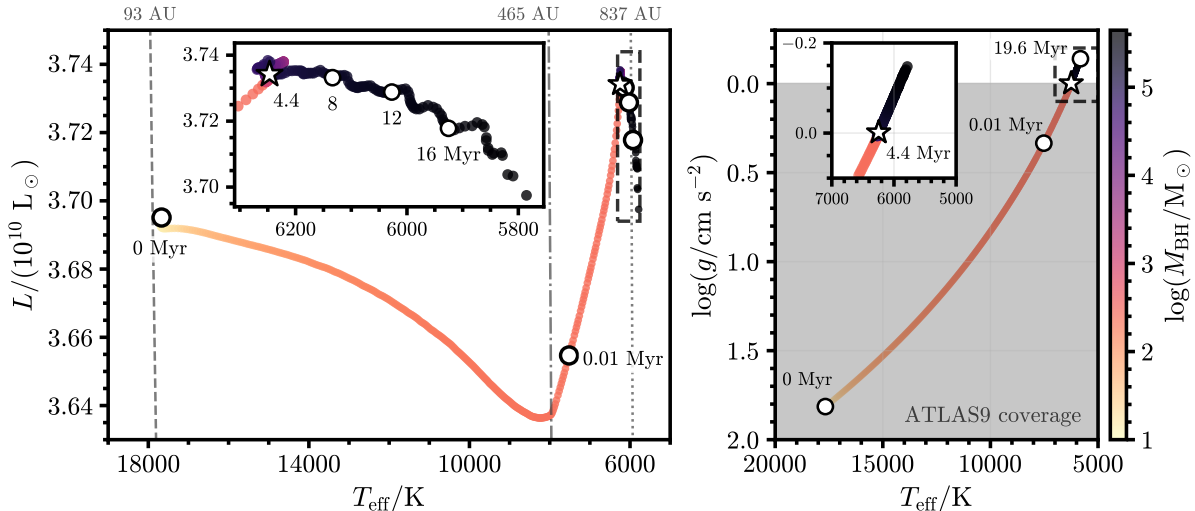 93 AU
465 AU
837 AU
3.74
3.72
3.70
3.68
3.66
3.64
L/(10¹⁰ L☉)
18000
14000
10000
6000
T_eff/K
0 Myr
0.01 Myr
3.74
3.72
3.70
6200
6000
5800
4.4
8
12
16 Myr
0.0
0.5
1.0
1.5
2.0
log(g/cm s⁻²)
20000
15000
10000
5000
T_eff/K
19.6 Myr
0.01 Myr
0 Myr
ATLAS9 coverage
−0.2
0.0
7000
6000
5000
4.4 Myr
5
4
3
2
1
log(M_BH/M☉)